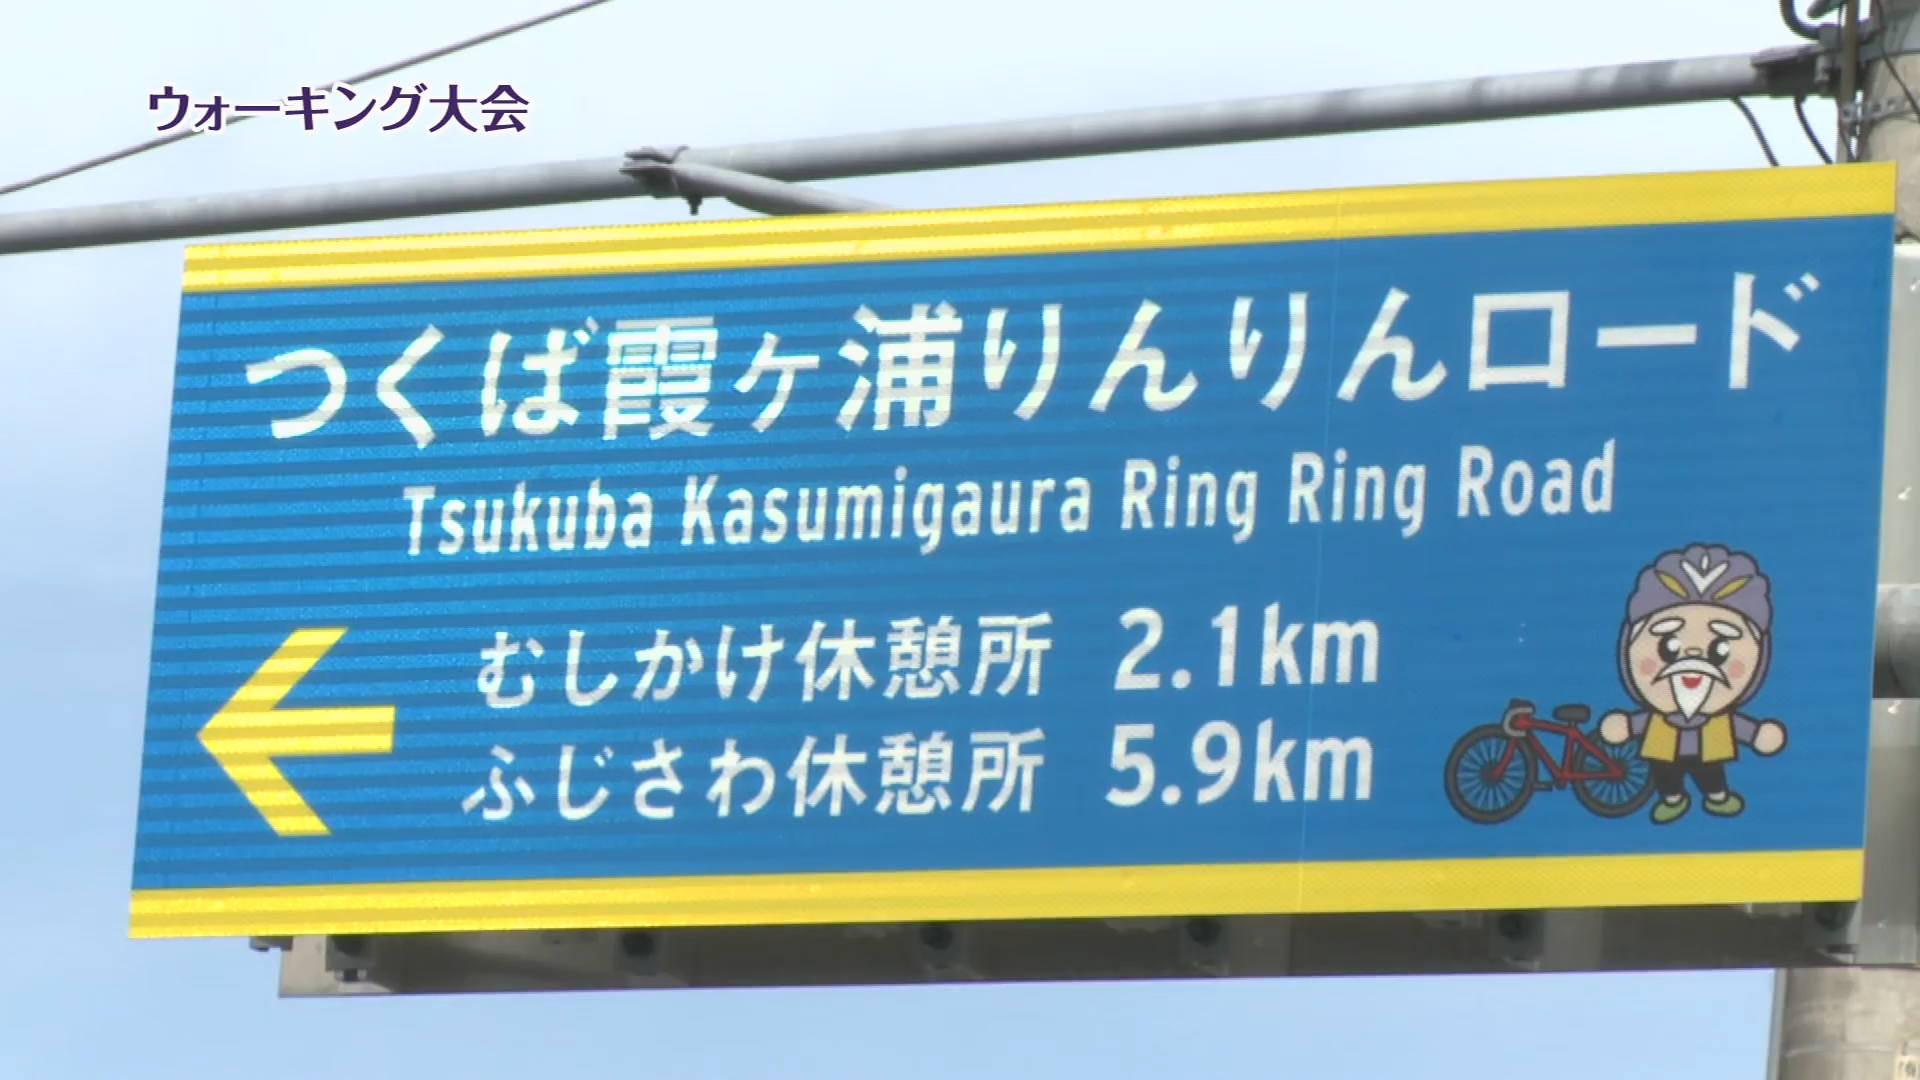 ウォーキング大会
つくば霞ヶ浦りんりんロード
Tsukuba Kasumigaura Ring Ring Road
むしかけ休憩所 2.1km
ふじさわ休憩所 5.9km